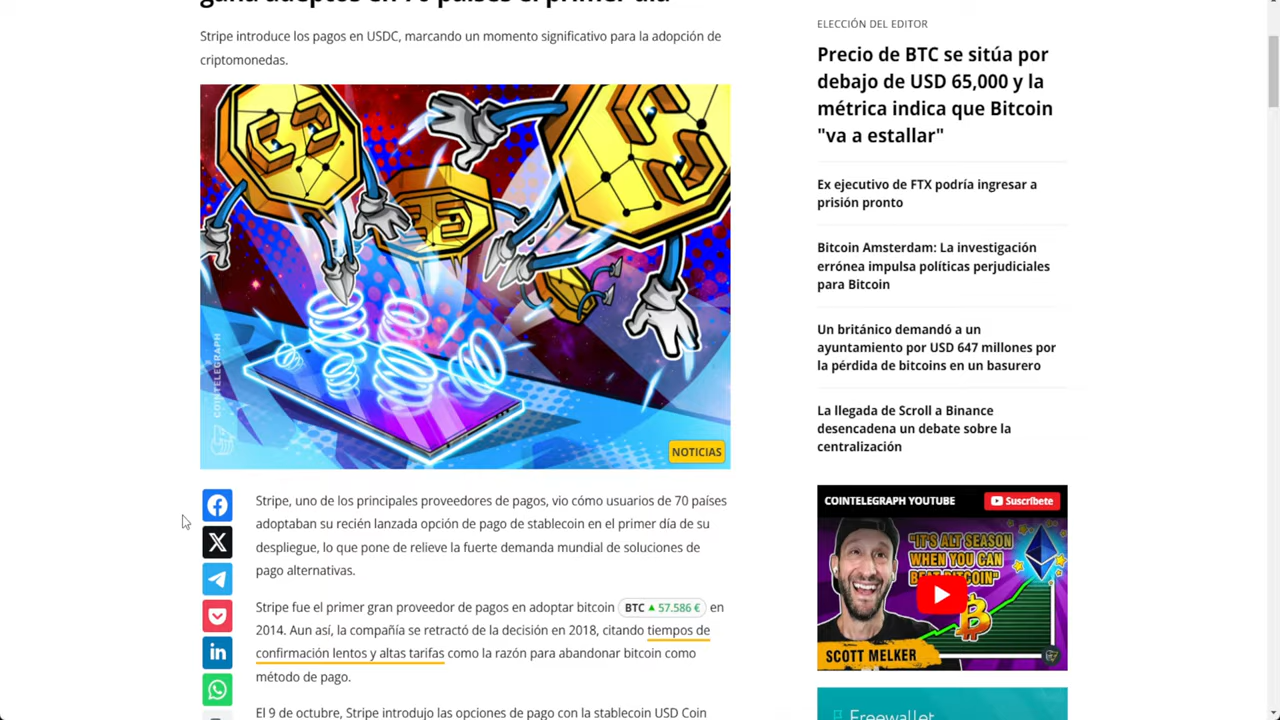 gana adeptos en 70 países el primer día
Stripe introduce los pagos en USDC, marcando un momento significativo para la adopción de
criptomonedas.
COINTELEGRAPH
NOTICIAS
Stripe, uno de los principales proveedores de pagos, vio cómo usuarios de 70 países
adoptaban su recién lanzada opción de pago de stablecoin en el primer día de su
despliegue, lo que pone de relieve la fuerte demanda mundial de soluciones de
pago alternativas.
Stripe fue el primer gran proveedor de pagos en adoptar bitcoin BTC ▲ 57.586 € en
2014. Aun así, la compañía se retractó de la decisión en 2018, citando tiempos de
confirmación lentos y altas tarifas como la razón para abandonar bitcoin como
método de pago.
El 9 de octubre, Stripe introdujo las opciones de pago con la stablecoin USD Coin
ELECCIÓN DEL EDITOR
Precio de BTC se sitúa por
debajo de USD 65,000 y la
métrica indica que Bitcoin
"va a estallar"
Ex ejecutivo de FTX podría ingresar a
prisión pronto
Bitcoin Amsterdam: La investigación
errónea impulsa políticas perjudiciales
para Bitcoin
Un británico demandó a un
ayuntamiento por USD 647 millones por
la pérdida de bitcoins en un basurero
La llegada de Scroll a Binance
desencadena un debate sobre la
centralización
COINTELEGRAPH YOUTUBE
Suscríbete
"IT'S ALT SEASON
WHEN YOU CAN
BEAT BITCOIN"
SCOTT MELKER
Freewallet